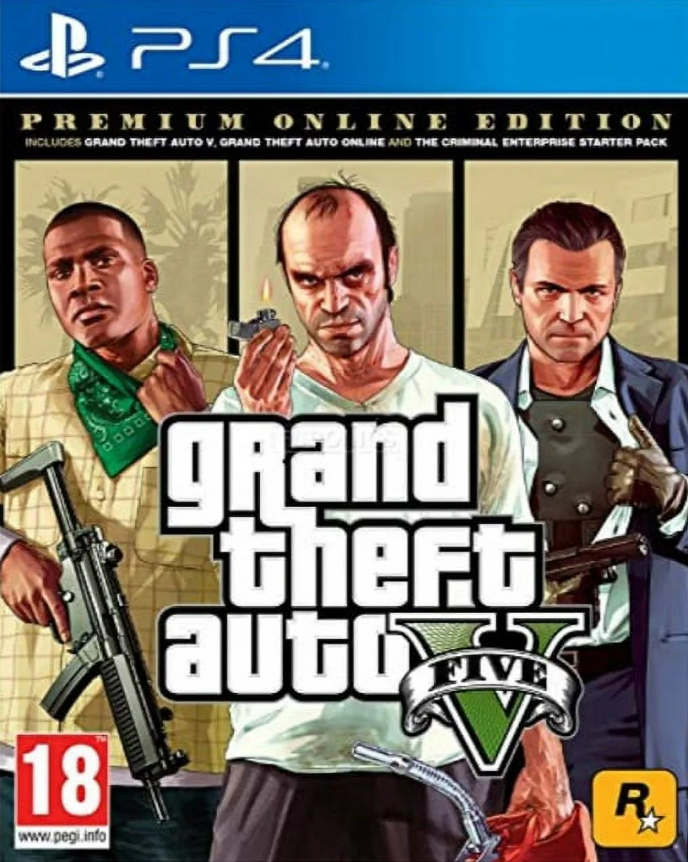 PS4
PREMIUM ONLINE EDITION
INCLUDES GRAND THEFT AUTO V, GRAND THEFT AUTO ONLINE AND THE CRIMINAL ENTERPRISE STARTER PACK
grand
theft
auto V
FIVE
18
www.pegi.info
R